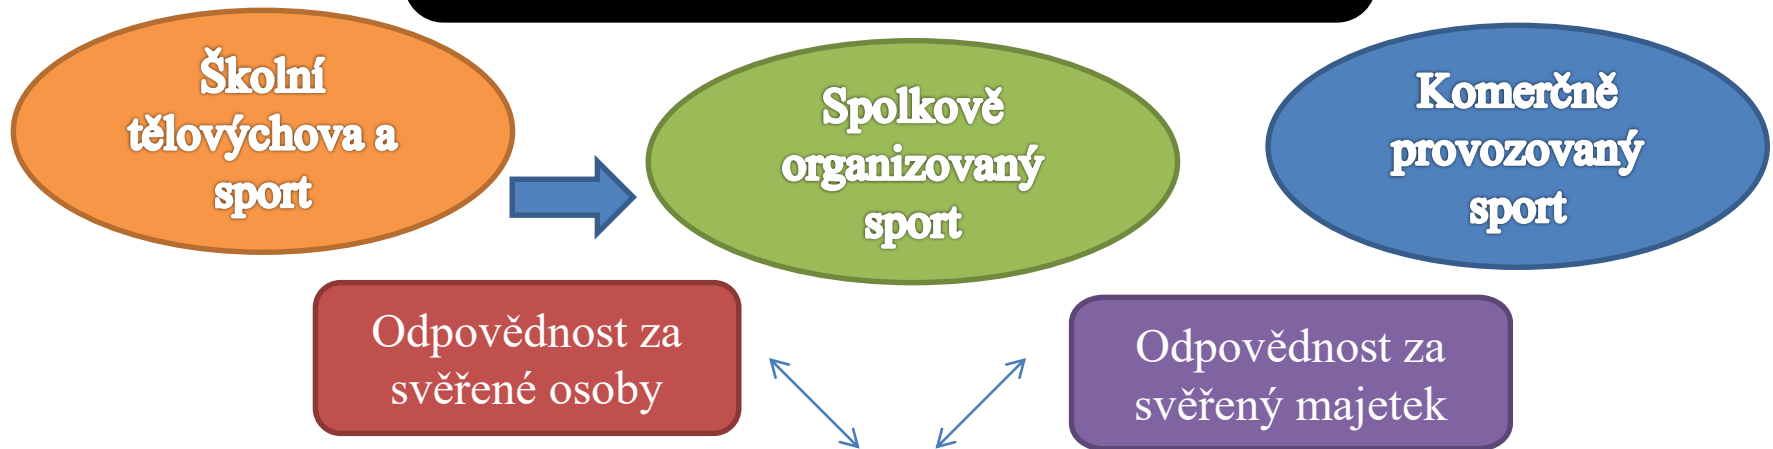 Školní
tělovýchova a
sport
Spolkově
organizovaný
sport
Komerčně
provozovaný
sport
Odpovědnost za
svěřené osoby
Odpovědnost za
svěřený majetek